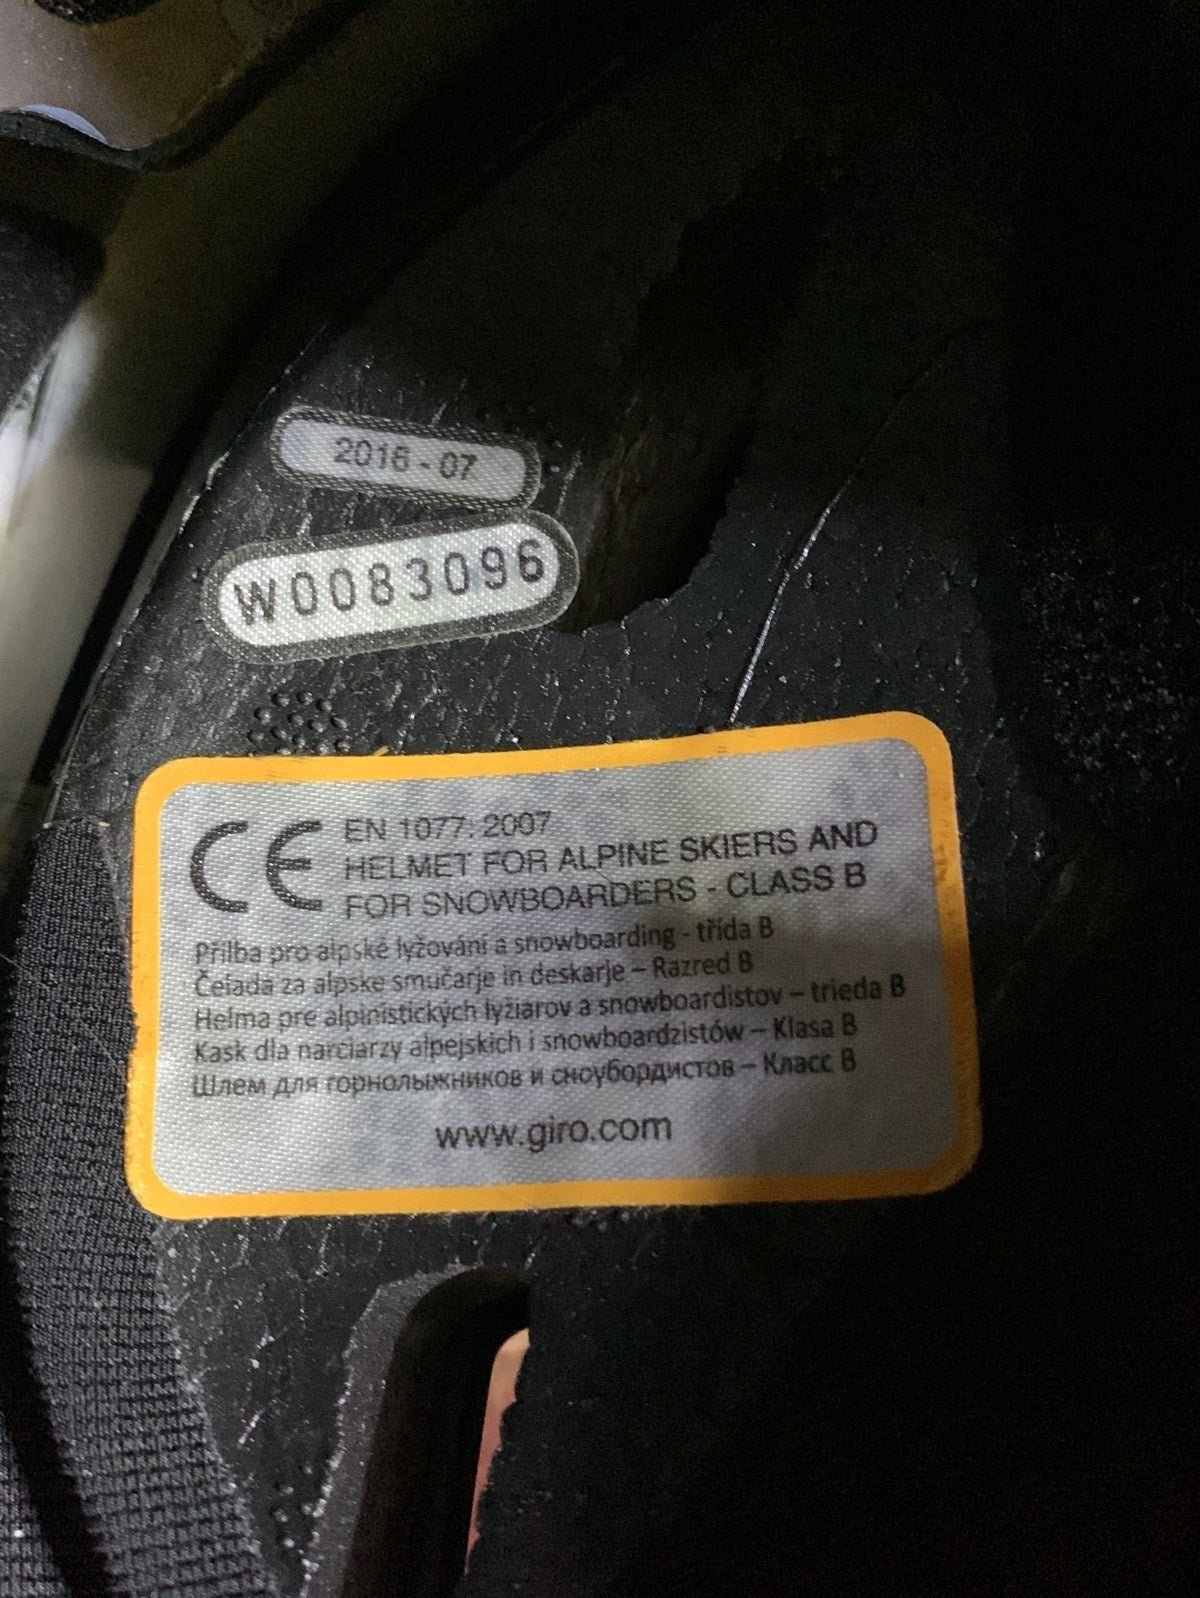 2016 - 07
W0083096
CE EN 1077: 2007
HELMET FOR ALPINE SKIERS AND
FOR SNOWBOARDERS - CLASS B
Přilba pro alpské lyžování a snowboarding - třída B
Čelada za alpske smučarje in deskarje – Razred B
Helma pre alpinistických lyžiarov a snowboardistov – trieda B
Kask dla narciarzy alpejskich i snowboardzistów – Klasa B
Шлем для горнолыжников и сноубордистов – Класс B
www.giro.com